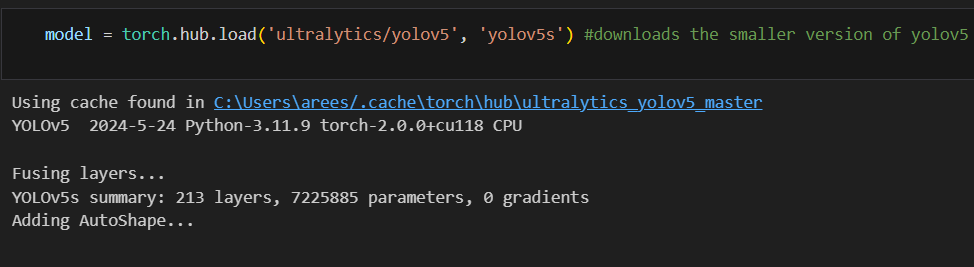 model = torch.hub.load('ultralytics/yolov5', 'yolov5s') #downloads the smaller version of yolov5
Using cache found in C:\Users\arees/.cache\torch\hub\ultralytics_yolov5_master
YOLOv5  2024-5-24 Python-3.11.9 torch-2.0.0+cu118 CPU
Fusing layers...
YOLOv5s summary: 213 layers, 7225885 parameters, 0 gradients
Adding AutoShape...